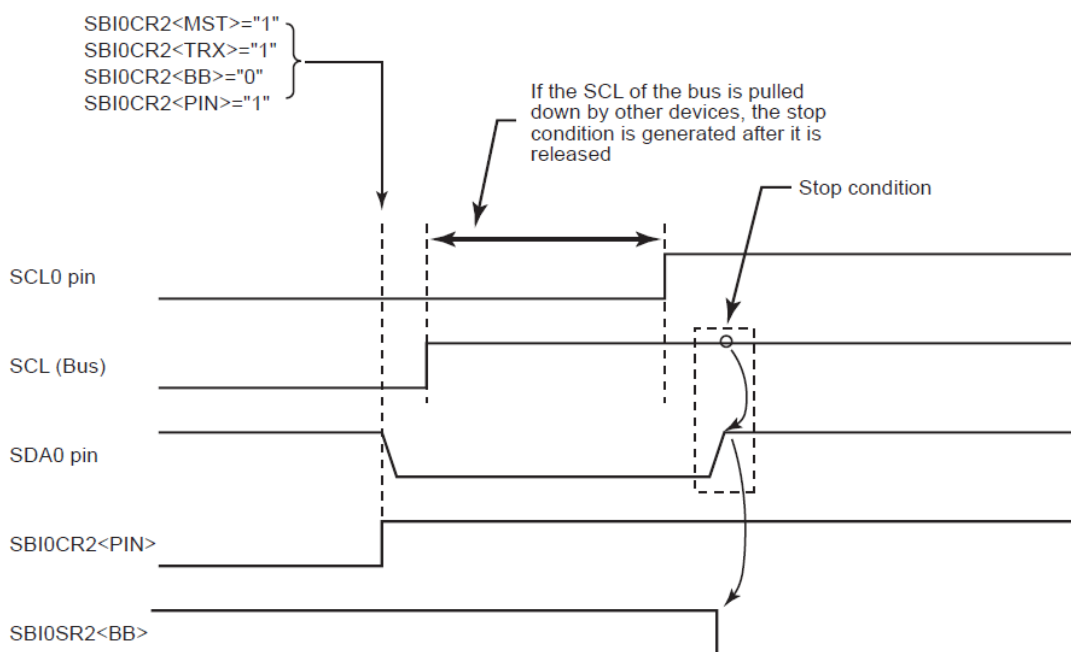 SBI0CR2<MST>="1"
SBI0CR2<TRX>="1"
SBI0CR2<BB>="0"
SBI0CR2<PIN>="1"
If the SCL of the bus is pulled
down by other devices, the stop
condition is generated after it is
released
Stop condition
SCL0 pin
SCL (Bus)
SDA0 pin
SBI0CR2<PIN>
SBI0SR2<BB>